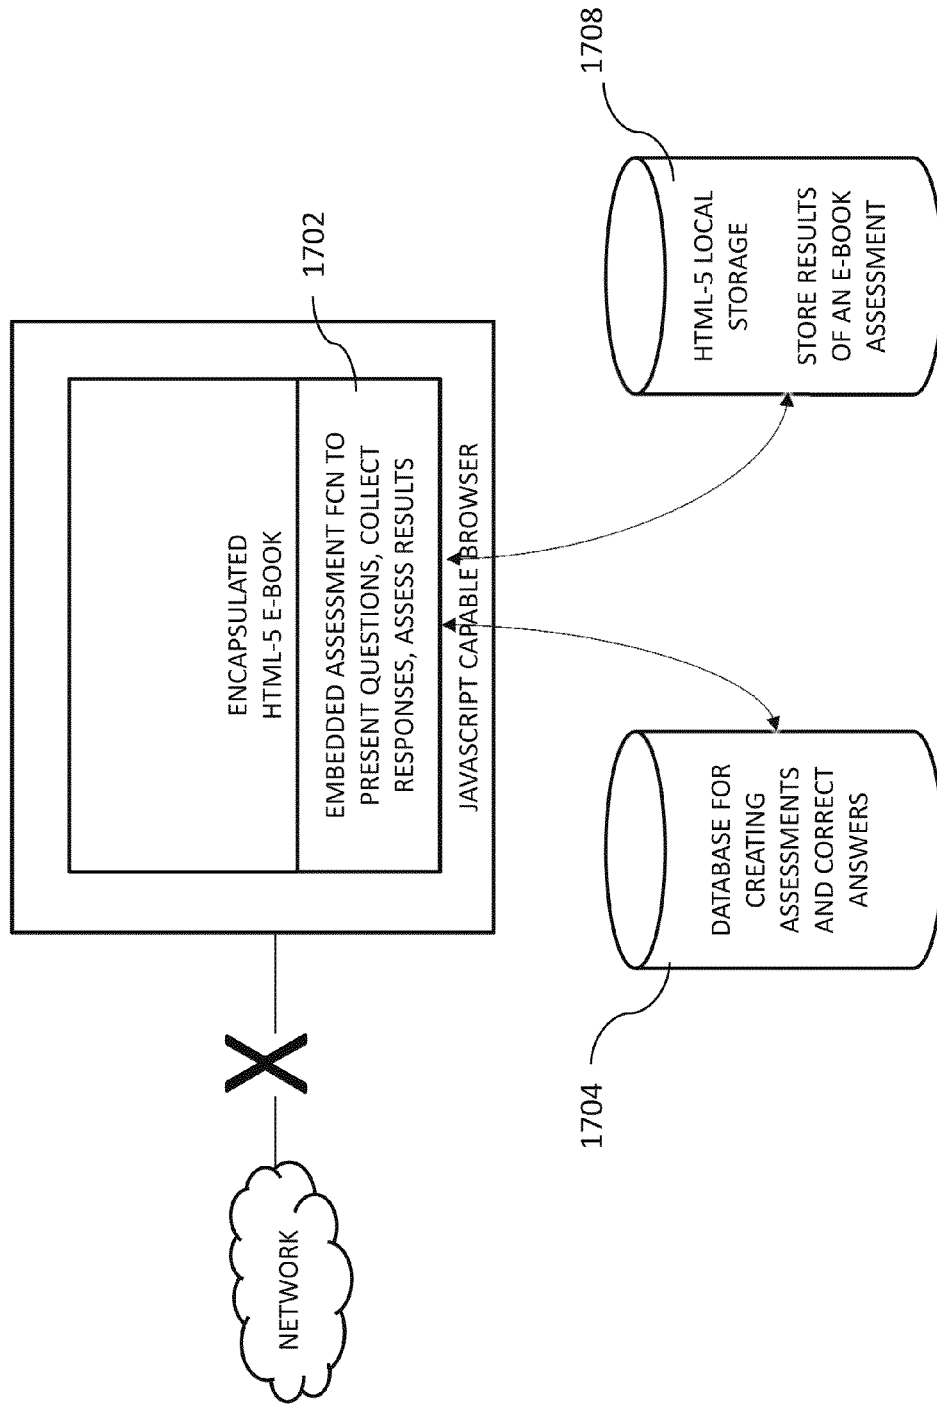 NETWORK
ENCAPSULATED
HTML-5 E-BOOK
EMBEDDED ASSESSMENT FCN TO
PRESENT QUESTIONS, COLLECT
RESPONSES, ASSESS RESULTS
JAVASCRIPT CAPABLE BROWSER
1702
1704
DATABASE FOR
CREATING
ASSESSMENTS
AND CORRECT
ANSWERS
1708
HTML-5 LOCAL
STORAGE
STORE RESULTS
OF AN E-BOOK
ASSESSMENT